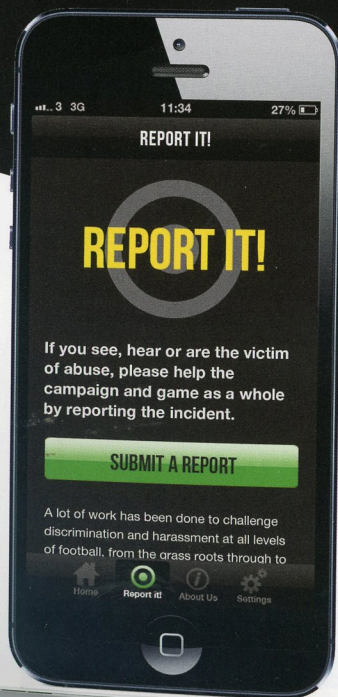 3 3G 11:34 27%
REPORT IT!
REPORT IT!
If you see, hear or are the victim
of abuse, please help the
campaign and game as a whole
by reporting the incident.
SUBMIT A REPORT
A lot of work has been done to challenge
discrimination and harassment at all levels
of football, from the grass roots through to
Home Report it! About Us Settings